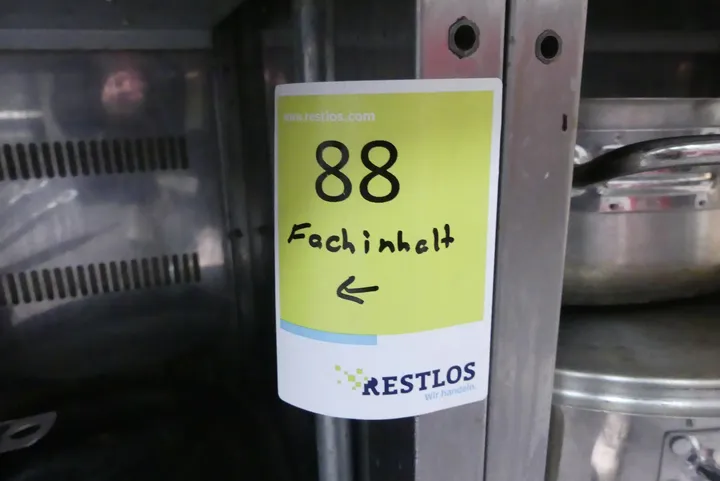 www.restlos.com
88
Fachinhalt
←
RESTLOS
Wir handeln.